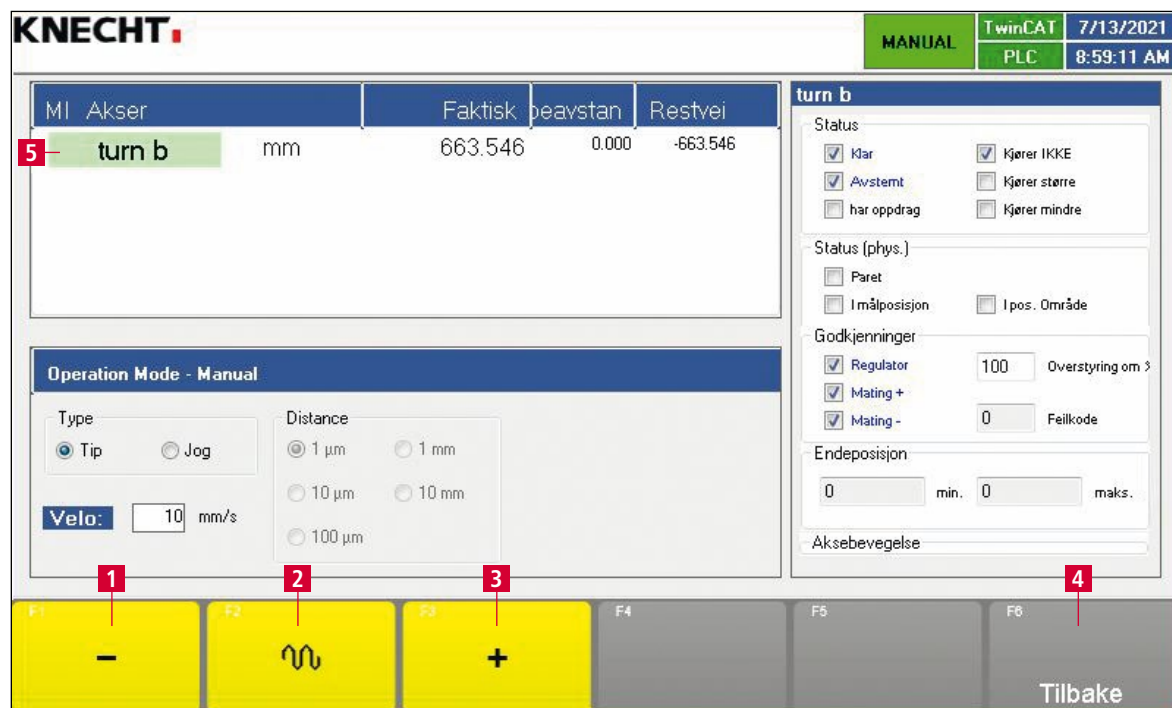 KNECHT
MANUAL
TwinCAT
7/13/2021
PLC
8:59:11 AM
MI Akser Faktisk beavstan Restvei
5 turn b mm 663.546 0.000 -663.546
turn b
Status
Klar Kjører IKKE
Avstemt Kjører større
har oppdrag Kjører mindre
Status (phys.)
Paret
I målposisjon I pos. Område
Godkjenninger
Regulator 100 Overstyring om %
Mating +
Mating - 0 Feilkode
Endeposisjon
0 min. 0 maks.
Aksebevegelse
Operation Mode - Manual
Type
Tip Jog
Distance
1 µm 1 mm
10 µm 10 mm
100 µm
Velo: 10 mm/s
1 2 3 4
F1 F2 F3 F4 F5 F6
- +
Tilbake